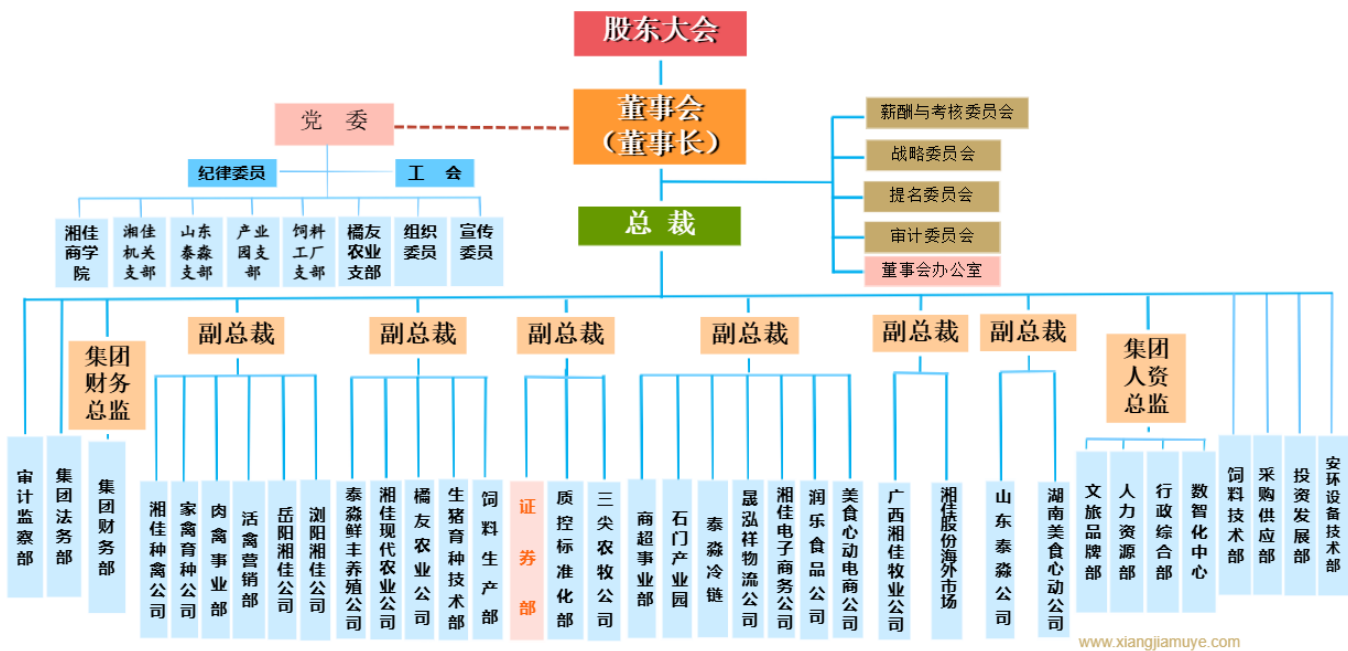 股东大会
董事会
（董事长）
党 委
纪律委员
工 会
湘佳
商学
院
湘佳
机关
支部
山东
泰淼
支部
产业
园支
部
饲料
工厂
支部
橘友
农业
支部
组织
委员
宣传
委员
薪酬与考核委员会
战略委员会
提名委员会
审计委员会
董事会办公室
总 裁
集团
财务
总监
副总裁
副总裁
副总裁
副总裁
副总裁
副总裁
集团
人资
总监
审计监察部
集团法务部
集团财务部
湘佳种禽公司
家禽育种公司
肉禽事业部
活禽营销部
岳阳湘佳公司
浏阳湘佳公司
泰淼鲜丰养殖公司
湘佳现代农业公司
橘友农业公司
生猪育种技术部
饲料生产部
证券部
质控标准化部
三尖农牧公司
商超事业部
石门产业园
泰淼冷链
晟泓祥物流公司
湘佳电子商务公司
润乐食品公司
美食心动电商公司
广西湘佳牧业公司
湘佳股份海外市场
山东泰淼公司
湖南美食心动公司
文旅品牌部
人力资源部
行政综合部
数智化中心
饲料技术部
采购供应部
投资发展部
安环设备技术部
www.xiangjiamuye.com